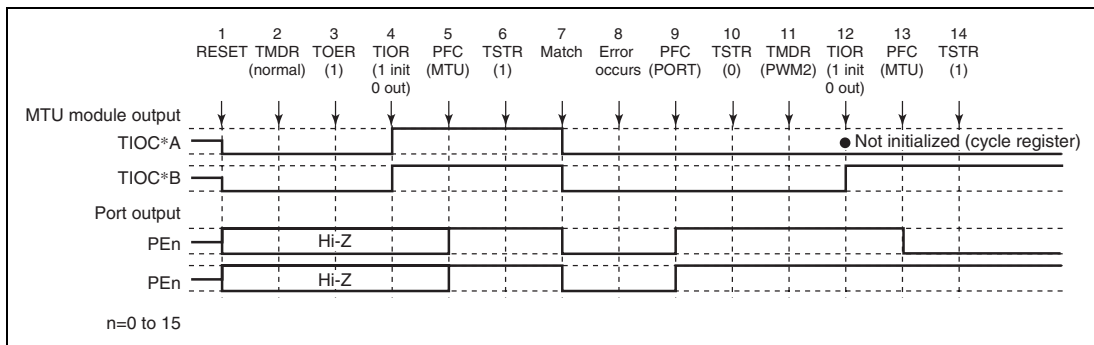 1 2 3 4 5 6 7 8 9 10 11 12 13 14
RESET TMDR TOER TIOR PFC TSTR Match Error PFC TSTR TMDR TIOR PFC TSTR
(normal) (1) (1 init (MTU) (1) occurs (PORT) (0) (PWM2) (1 init (MTU) (1)
0 out) 0 out)
MTU module output
TIOC*A
● Not initialized (cycle register)
TIOC*B
Port output
PEn
Hi-Z
PEn
Hi-Z
n=0 to 15